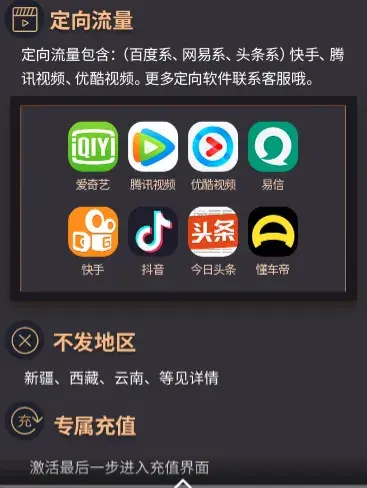 定向流量
定向流量包含：（百度系、网易系、头条系）快手、腾
讯视频、优酷视频。更多定向软件联系客服哦。
iQIYI
头条
爱奇艺 腾讯视频 优酷视频 易信
快手 抖音 今日头条 懂车帝
不发地区
新疆、西藏、云南、等见详情
充
专属充值
激活最后一步进入充值界面